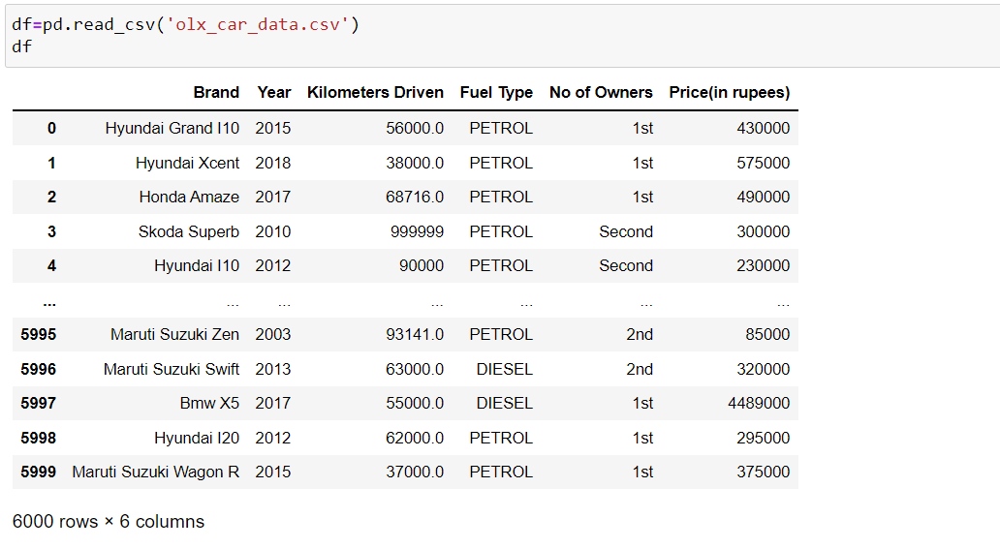 df=pd.read_csv('olx_car_data.csv')
df
Brand Year Kilometers Driven Fuel Type No of Owners Price(in rupees)
0 Hyundai Grand I10 2015 56000.0 PETROL 1st 430000
1 Hyundai Xcent 2018 38000.0 PETROL 1st 575000
2 Honda Amaze 2017 68716.0 PETROL 1st 490000
3 Skoda Superb 2010 999999 PETROL Second 300000
4 Hyundai I10 2012 90000 PETROL Second 230000
... ... ... ... ... ... ...
5995 Maruti Suzuki Zen 2003 93141.0 PETROL 2nd 85000
5996 Maruti Suzuki Swift 2013 63000.0 DIESEL 2nd 320000
5997 Bmw X5 2017 55000.0 DIESEL 1st 4489000
5998 Hyundai I20 2012 62000.0 PETROL 1st 295000
5999 Maruti Suzuki Wagon R 2015 37000.0 PETROL 1st 375000
6000 rows × 6 columns